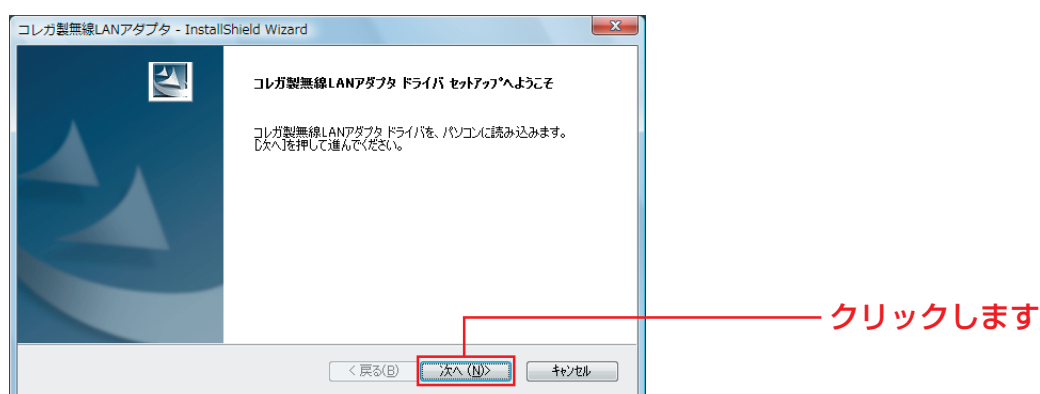 コレガ製無線LANアダプタ - InstallShield Wizard
コレガ製無線LANアダプタ ドライバ セットアップへようこそ
コレガ製無線LANアダプタ ドライバを、パソコンに読み込みます。
[次へ]を押して進んでください。
クリックします
< 戻る(B)
次へ (N)>
キャンセル